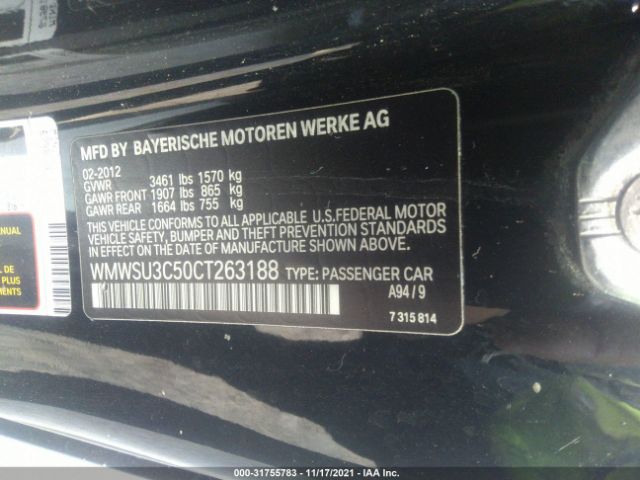 MFD BY BAYERISCHE MOTOREN WERKE AG
02-2012
GVWR 3461 lbs 1570 kg
GAWR FRONT 1907 lbs 865 kg
GAWR REAR 1664 lbs 755 kg
THIS VEHICLE CONFORMS TO ALL APPLICABLE U.S.FEDERAL MOTOR
VEHICLE SAFETY, BUMPER AND THEFT PREVENTION STANDARDS
IN EFFECT ON THE DATE OF MANUFACTURE SHOWN ABOVE.
WMWSU3C50CT263188 TYPE: PASSENGER CAR
A94 / 9
7 315 814
MANUAL
000-31755783 - 11/17/2021 - IAA Inc.